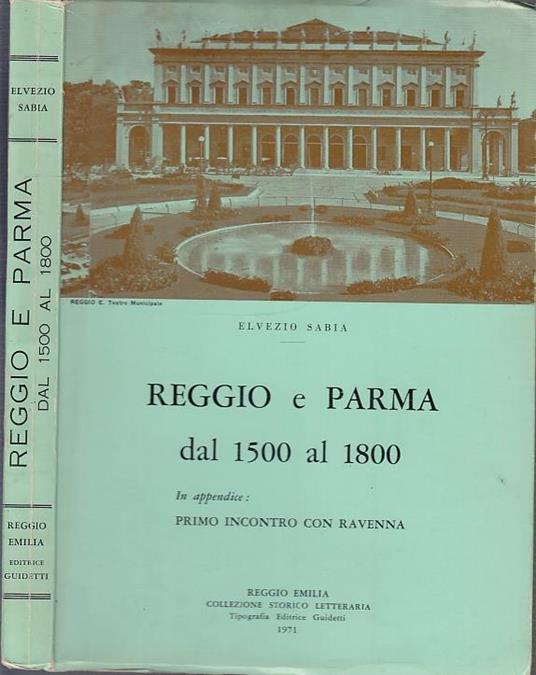 ELVEZIO
SABIA
REGGIO E PARMA
DAL 1500 AL 1800
REGGIO
EMILIA
EDITRICE
GUIDETTI
REGGIO E. Teatro Municipale
ELVEZIO SABIA
REGGIO e PARMA
dal 1500 al 1800
In appendice:
PRIMO INCONTRO CON RAVENNA
REGGIO EMILIA
COLLEZIONE STORICO LETTERARIA
Tipografia Editrice Guidetti
1971